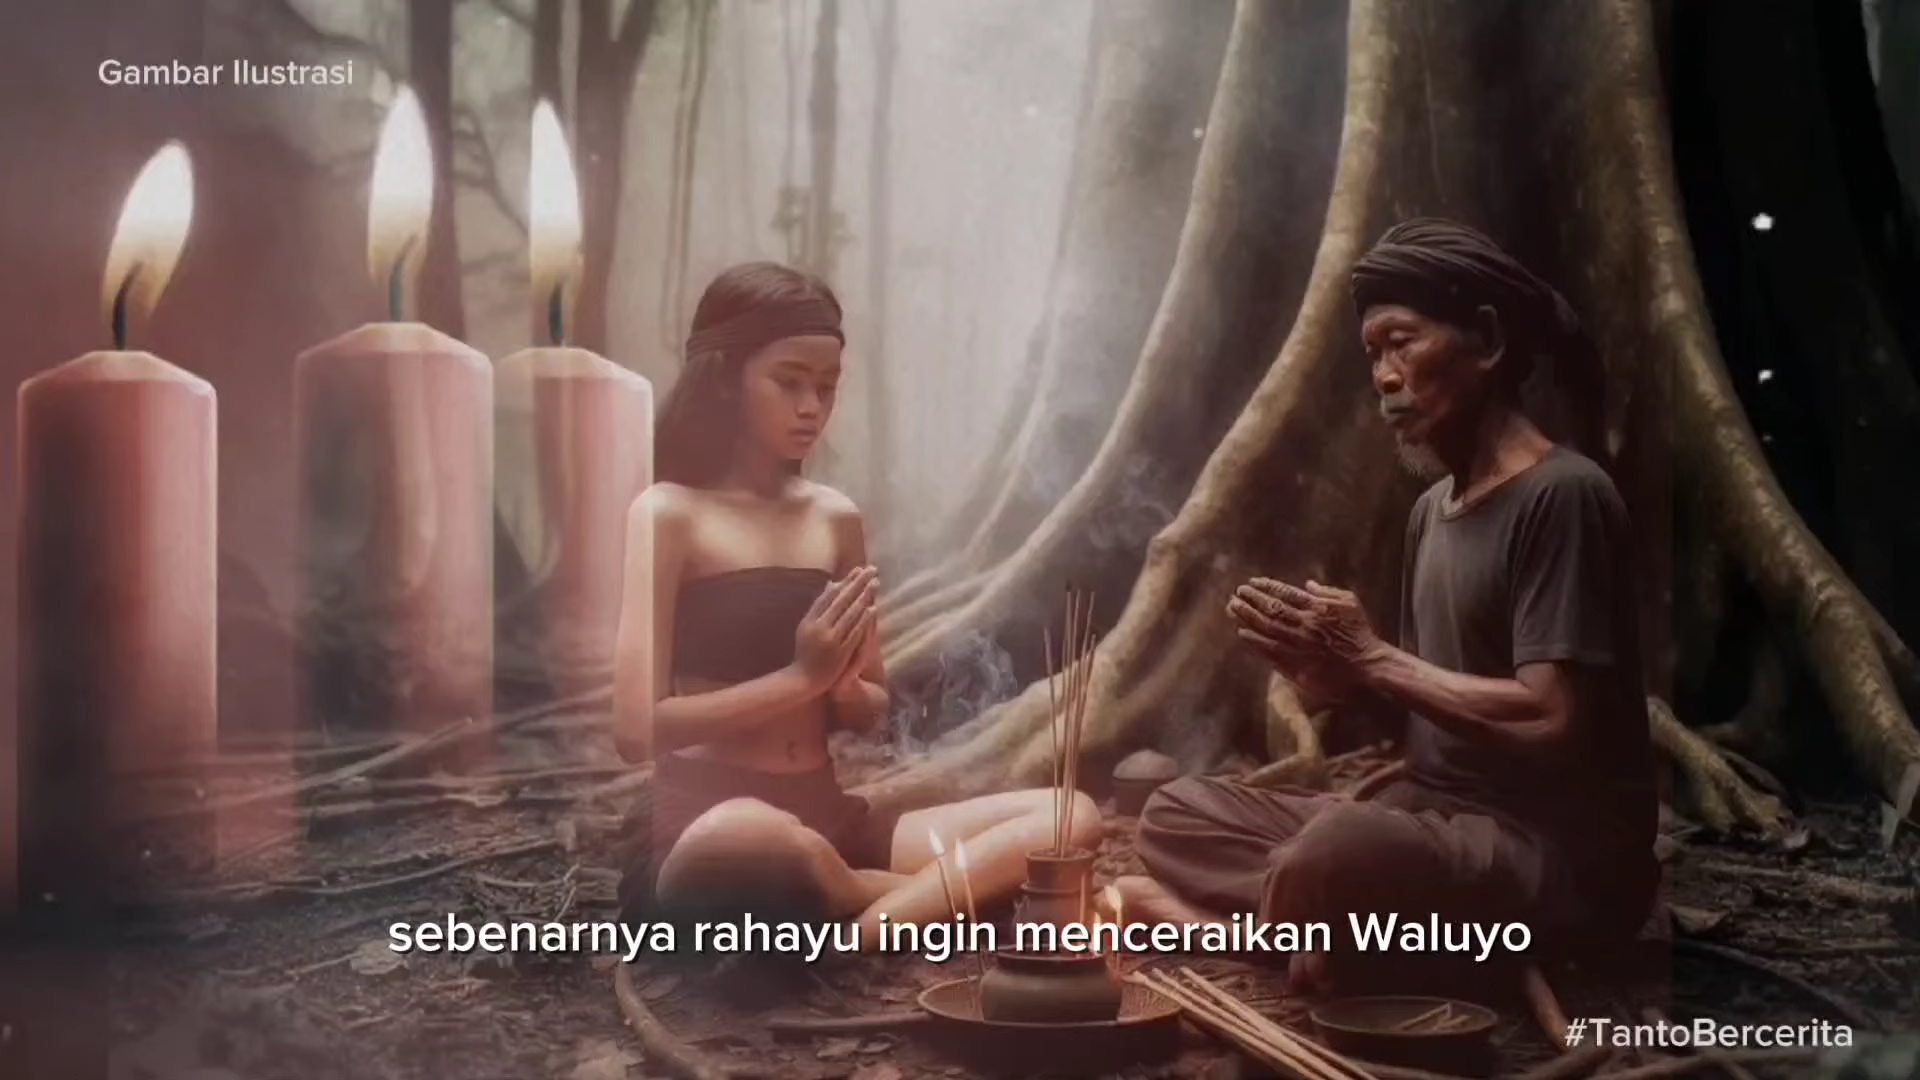 Gambar Ilustrasi
sebenarnya rahayu ingin menceraikan Waluyo
#TantoBercerita